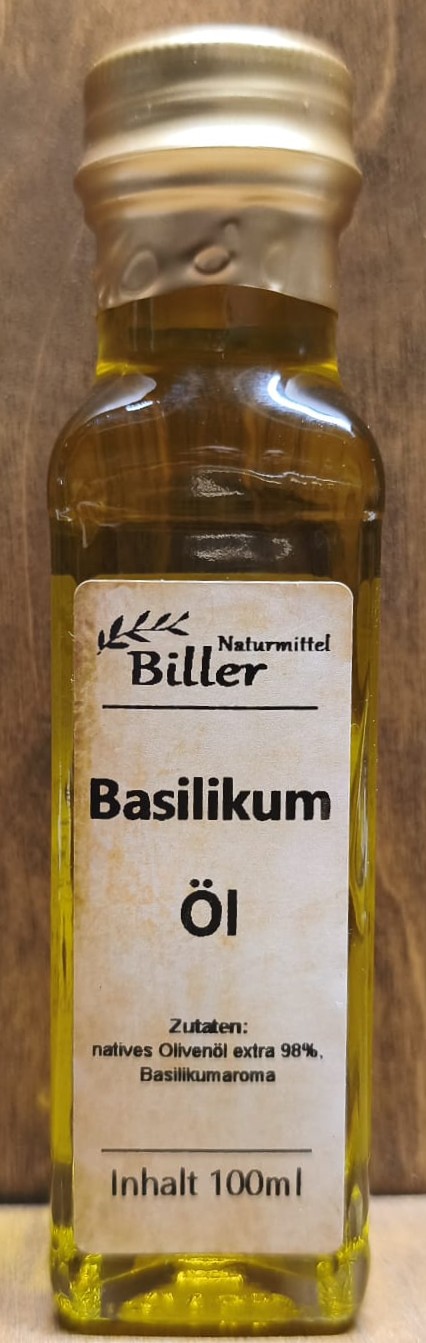 Naturmittel
Biller
Basilikum
Öl
Zutaten:
natives Olivenöl extra 98%,
Basilikumaroma
Inhalt 100ml